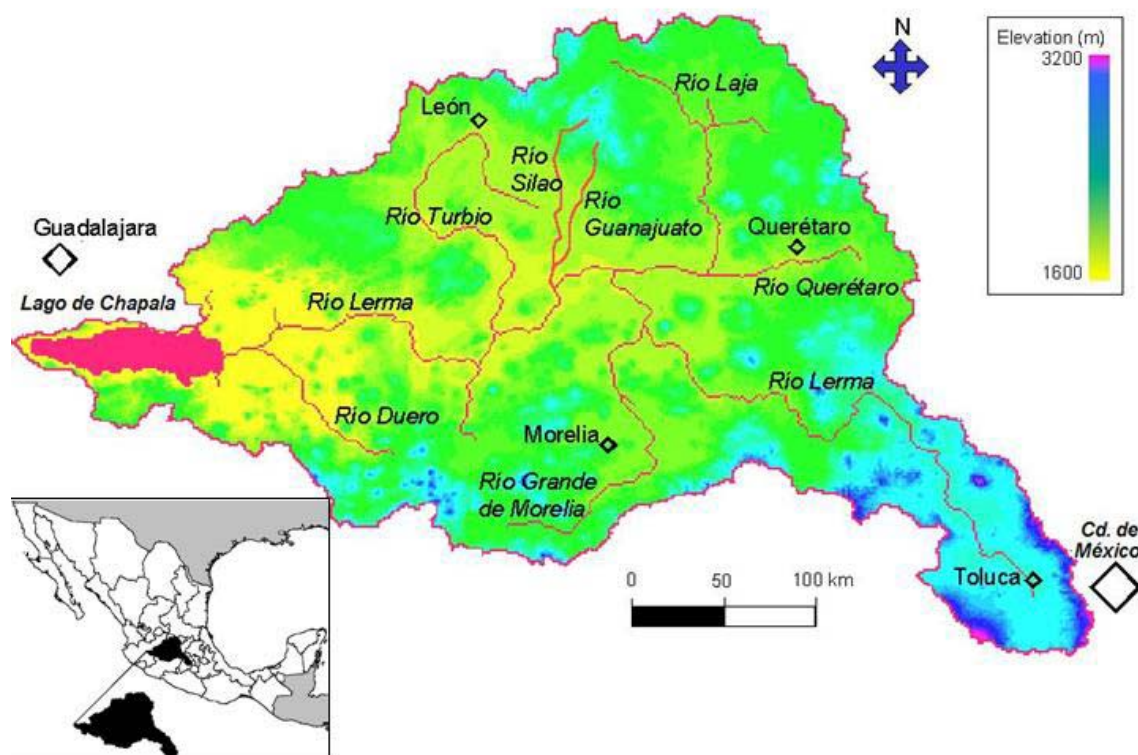 N
Elevation (m)
3200
1600
Río Laja
León
Río
Silao
Río
Guanajuato
Río Turbio
Querétaro
Río Querétaro
Guadalajara
Lago de Chapala
Río Lerma
Río Lerma
Río Duero
Morelia
Río Grande
de Morelia
Cd. de
México
Toluca
0
50
100 km